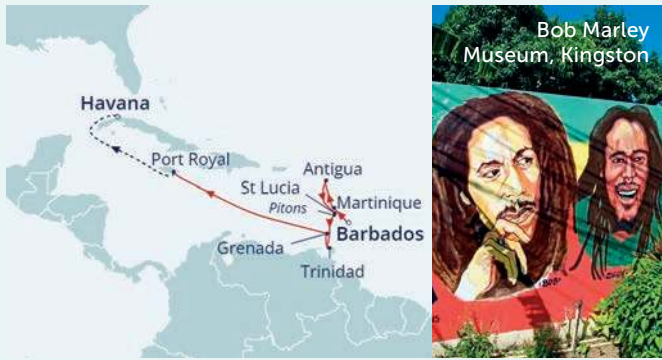 Havana
Port Royal
Antigua
St Lucia
Pitons
Martinique
Barbados
Grenada
Trinidad
Bob Marley
Museum, Kingston